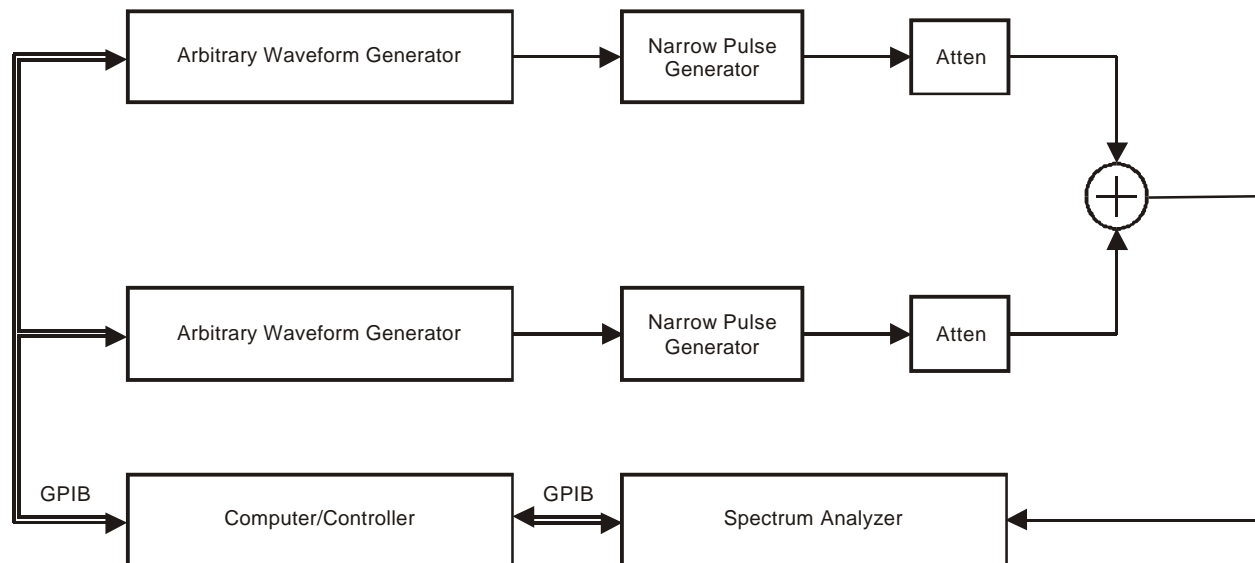 Arbitrary Waveform Generator
Narrow Pulse
Generator
Atten
Arbitrary Waveform Generator
Narrow Pulse
Generator
Atten
GPIB
Computer/Controller
GPIB
Spectrum Analyzer